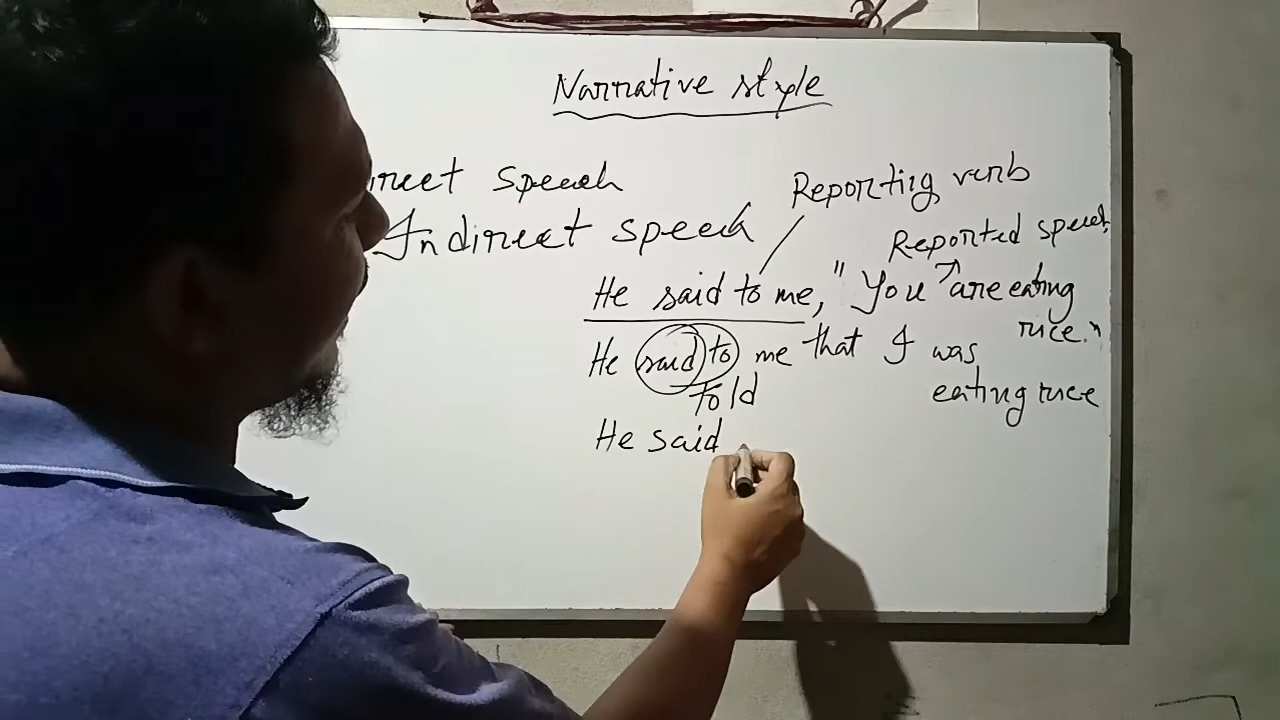 Narrative style
irect Speech
Indirect speech
Reporting verb
Reported speech
He said to me, "You are eating
rice."
He said to me that I was
eating rice
told
He said